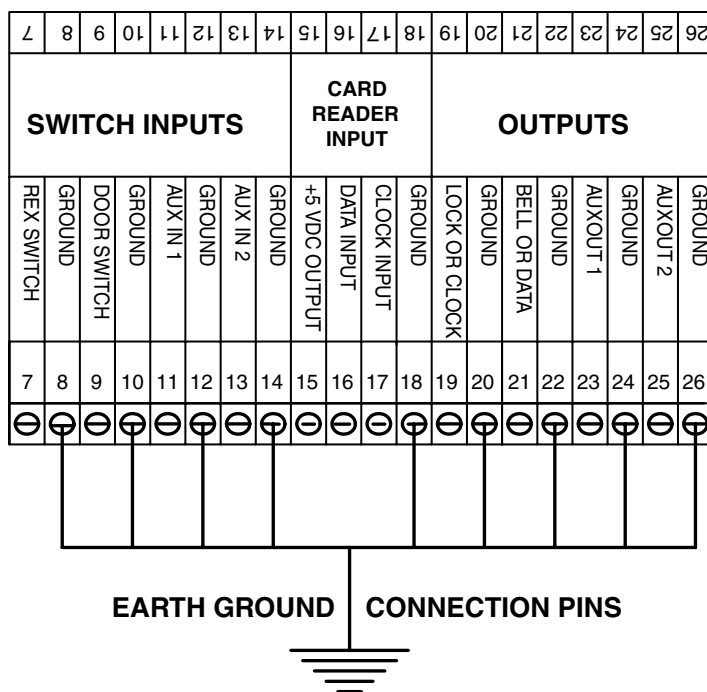 7 8 9 10 11 12 13 14 15 16 17 18 19 20 21 22 23 24 25 26
SWITCH INPUTS
CARD
READER
INPUT
OUTPUTS
REX SWITCH
GROUND
DOOR SWITCH
GROUND
AUX IN 1
GROUND
AUX IN 2
GROUND
+5 VDC OUTPUT
DATA INPUT
CLOCK INPUT
GROUND
LOCK OR CLOCK
GROUND
BELL OR DATA
GROUND
AUXOUT 1
GROUND
AUXOUT 2
GROUND
7 8 9 10 11 12 13 14 15 16 17 18 19 20 21 22 23 24 25 26
EARTH GROUND CONNECTION PINS